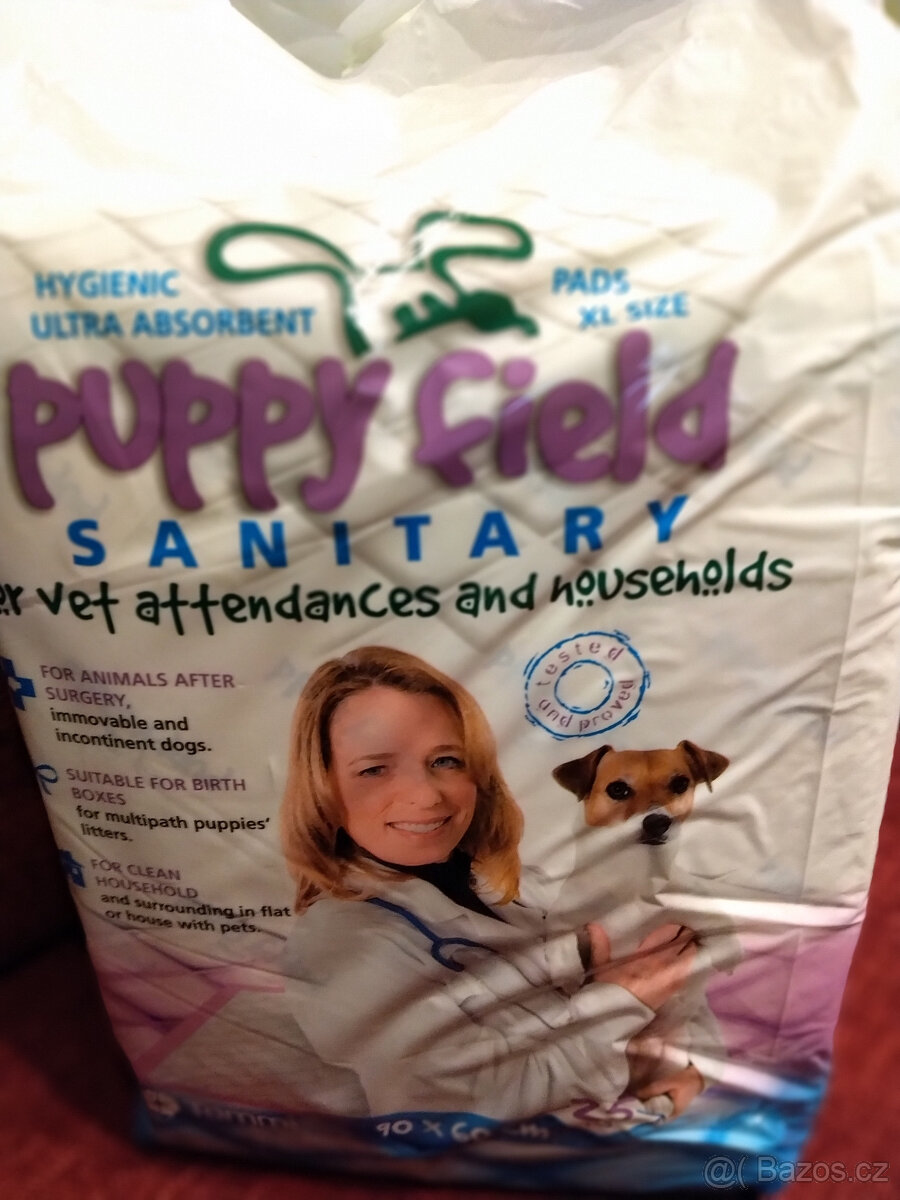 HYGIENIC
ULTRA ABSORBENT
PADS
XL SIZE
PUPPY field
SANITARY
vet attendances and households
FOR ANIMALS AFTER
SURGERY,
immovable and
incontinent dogs.
SUITABLE FOR BIRTH
BOXES
for multipath puppies'
litters.
FOR CLEAN
HOUSEHOLD
and surrounding in flat
or house with pets.
tested
and proved
90 x
25
@( Bazos.cz